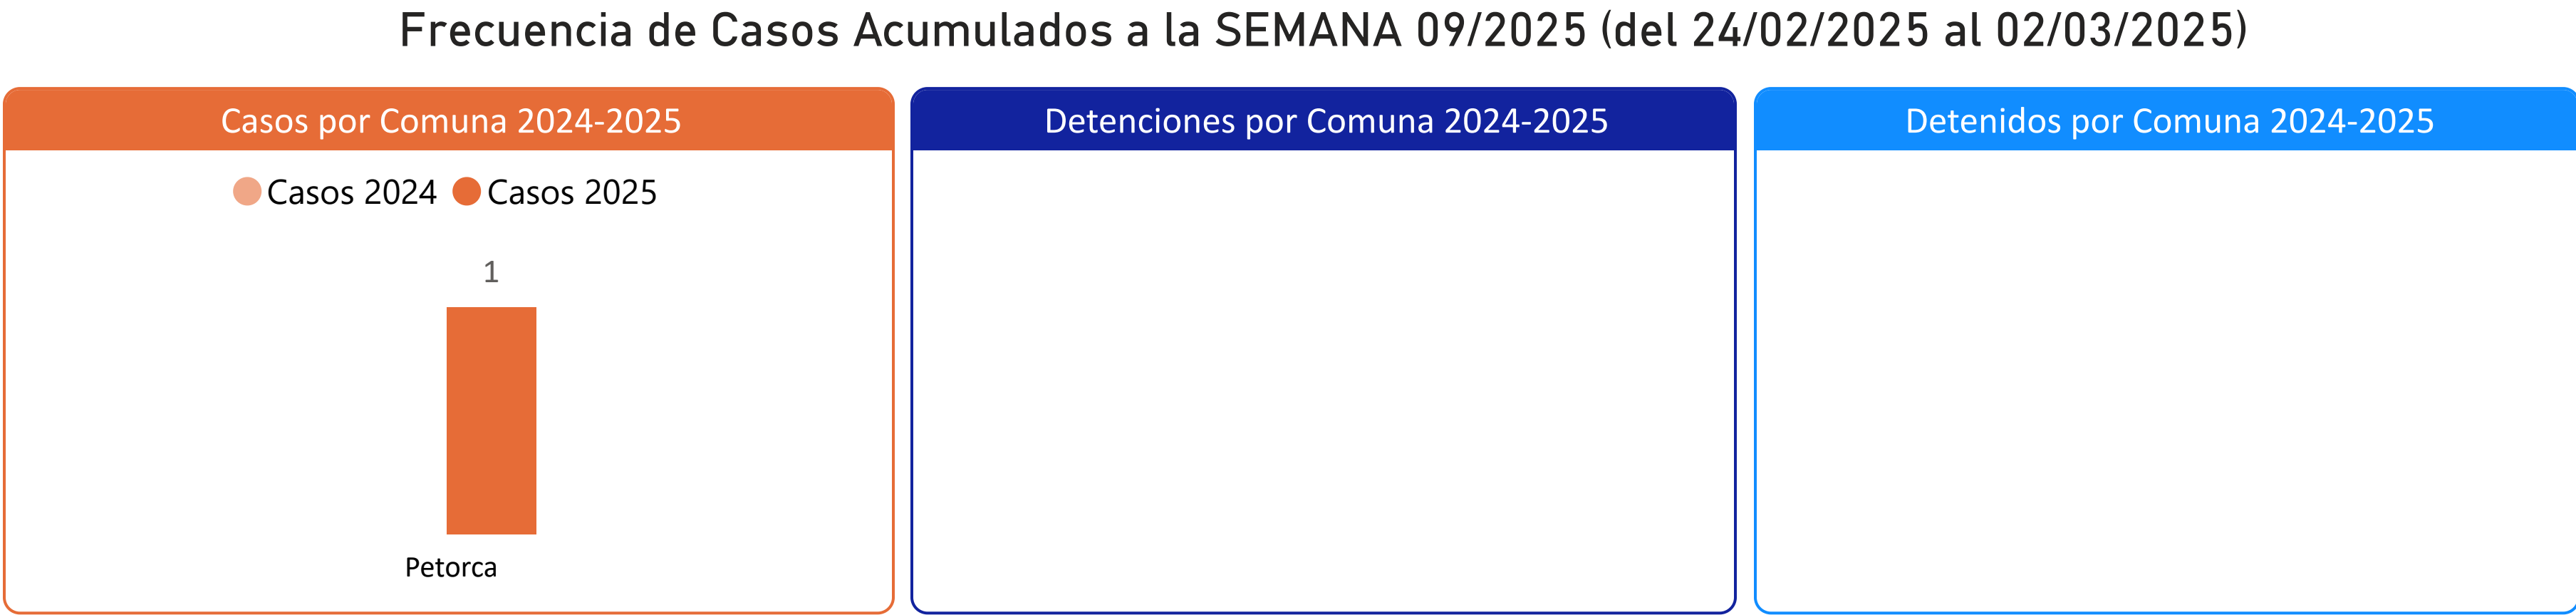 Frecuencia de Casos Acumulados a la SEMANA 09/2025 (del 24/02/2025 al 02/03/2025)
Casos por Comuna 2024-2025
Casos 2024 Casos 2025
1
Petorca
Detenciones por Comuna 2024-2025
Detenidos por Comuna 2024-2025